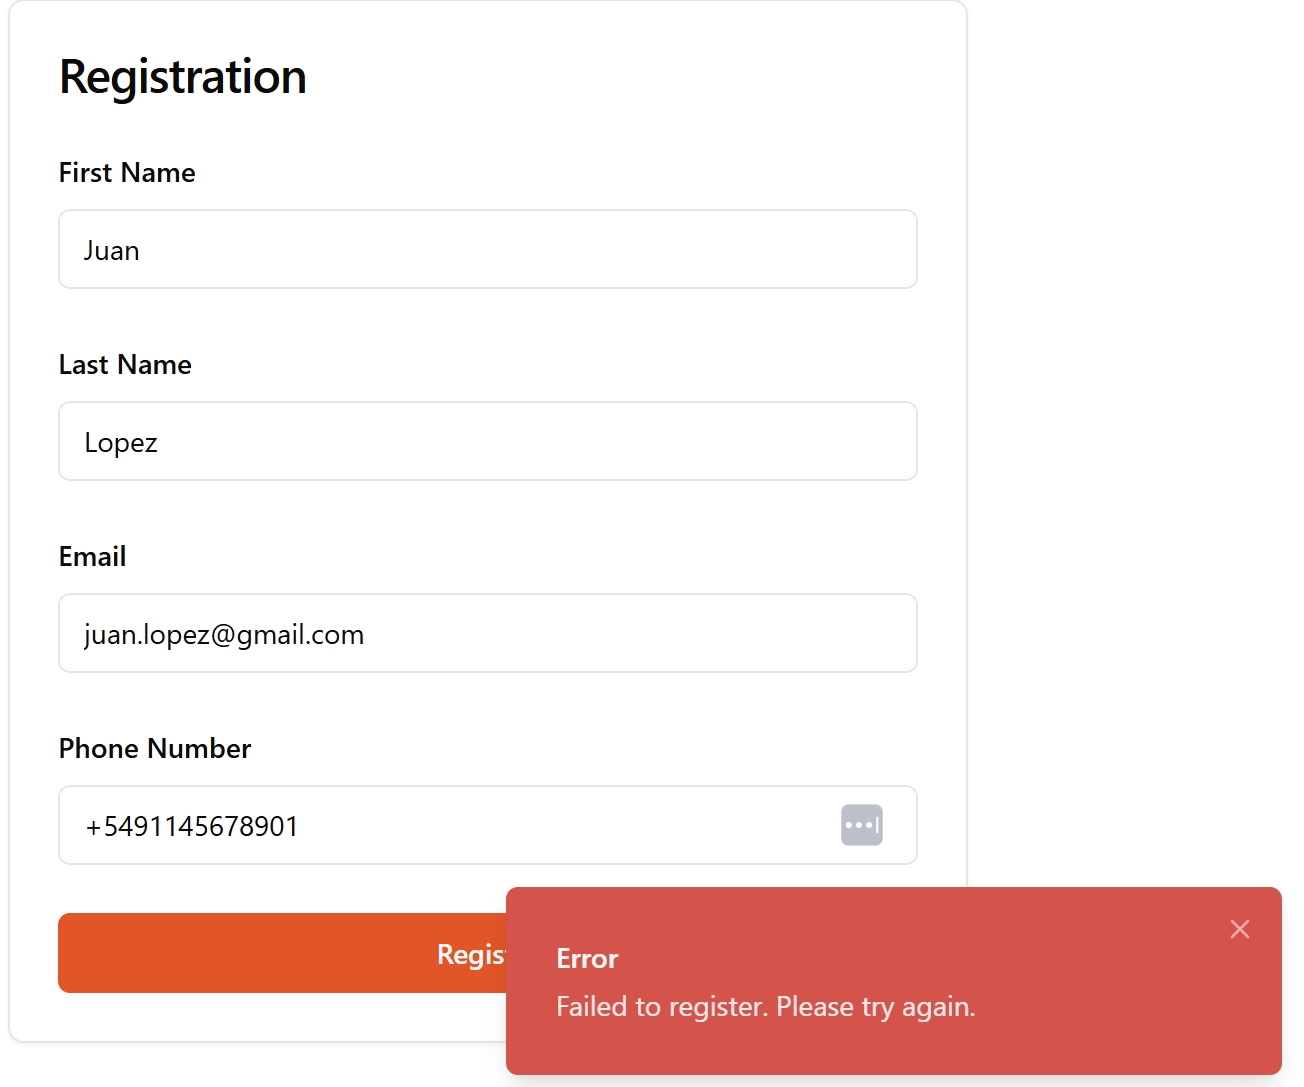 Registration
First Name
Juan
Last Name
Lopez
Email
juan.lopez@gmail.com
Phone Number
+5491145678901
Regis
Error
Failed to register. Please try again.